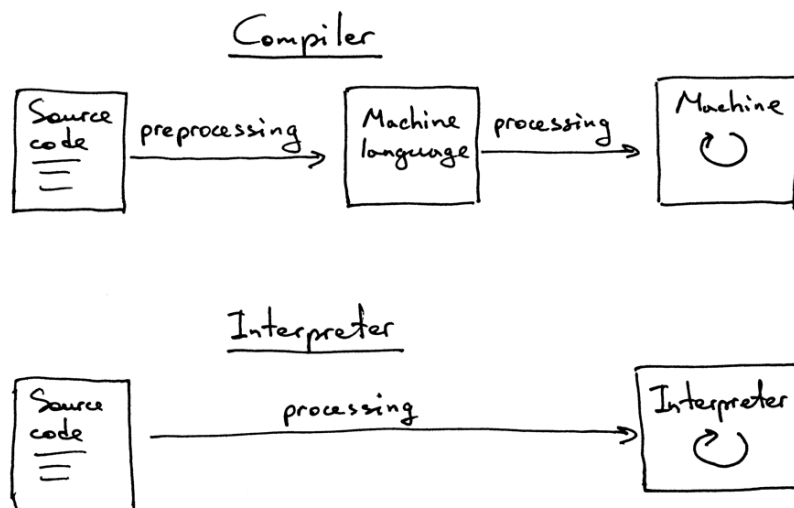 Compiler
Source
code
preprocessing
Machine
language
processing
Machine
Interpreter
Source
code
processing
Interpreter